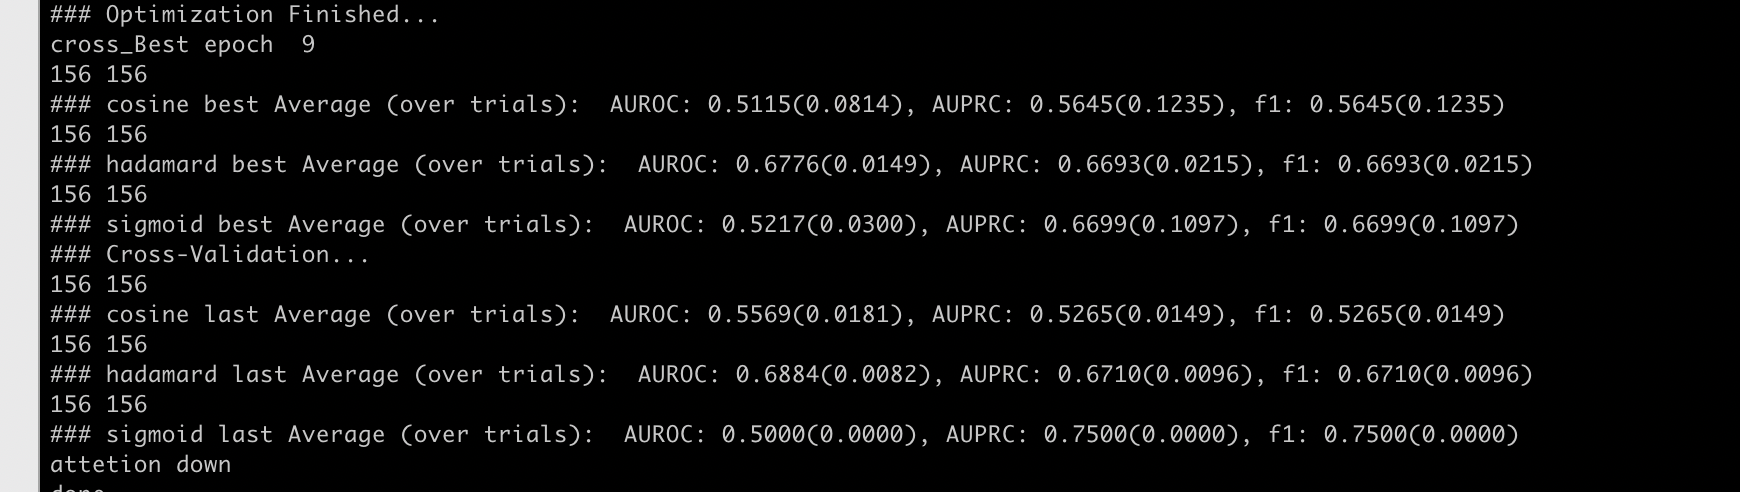 ### Optimization Finished...
cross_Best epoch  9
156 156
### cosine best Average (over trials):  AUROC: 0.5115(0.0814), AUPRC: 0.5645(0.1235), f1: 0.5645(0.1235)
156 156
### hadamard best Average (over trials):  AUROC: 0.6776(0.0149), AUPRC: 0.6693(0.0215), f1: 0.6693(0.0215)
156 156
### sigmoid best Average (over trials):  AUROC: 0.5217(0.0300), AUPRC: 0.6699(0.1097), f1: 0.6699(0.1097)
### Cross-Validation...
156 156
### cosine last Average (over trials):  AUROC: 0.5569(0.0181), AUPRC: 0.5265(0.0149), f1: 0.5265(0.0149)
156 156
### hadamard last Average (over trials):  AUROC: 0.6884(0.0082), AUPRC: 0.6710(0.0096), f1: 0.6710(0.0096)
156 156
### sigmoid last Average (over trials):  AUROC: 0.5000(0.0000), AUPRC: 0.7500(0.0000), f1: 0.7500(0.0000)
attetion down